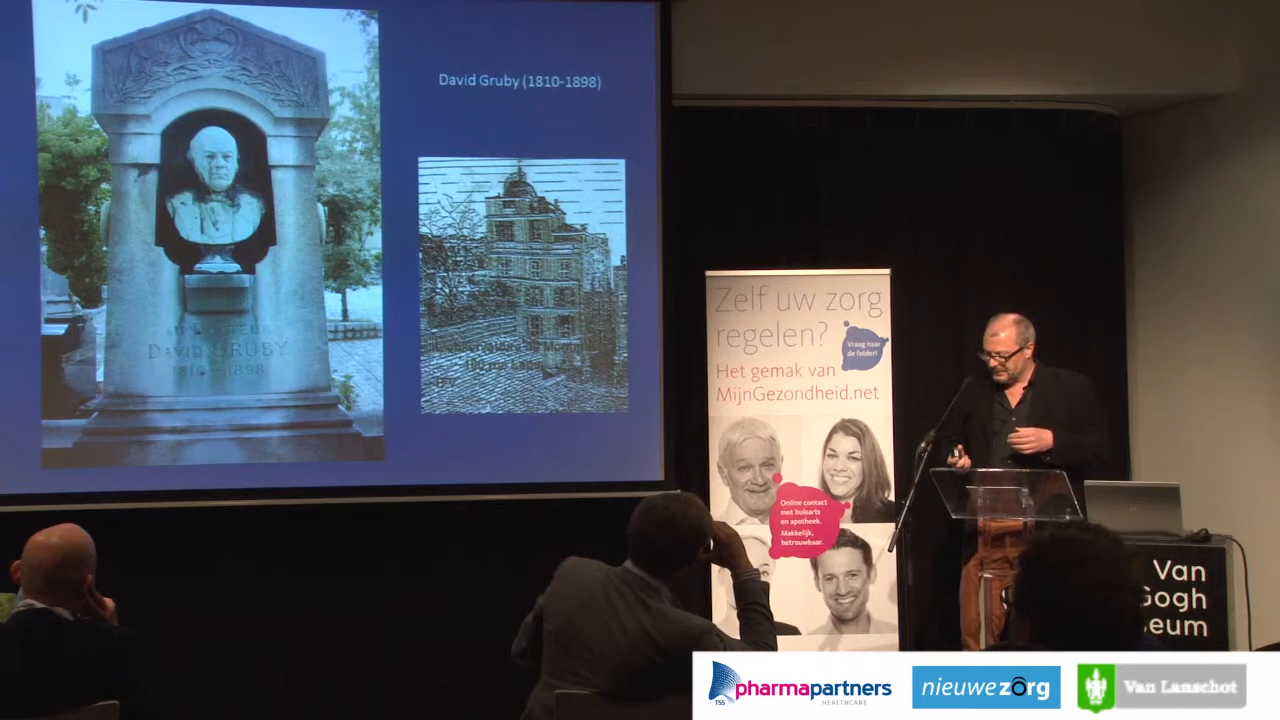 David Gruby (1810-1898)
DAVID GRUBY
1810-1898
Zelf uw zorg
regelen?
Vraag naar
de folder!
Het gemak van
MijnGezondheid.net
Online contact
met huisarts
en apotheek.
Makkelijk,
betrouwbaar.
Van
Gogh
seum
TSS
pharmapartners
HEALTHCARE
nieuwezorg
Van Lanschot